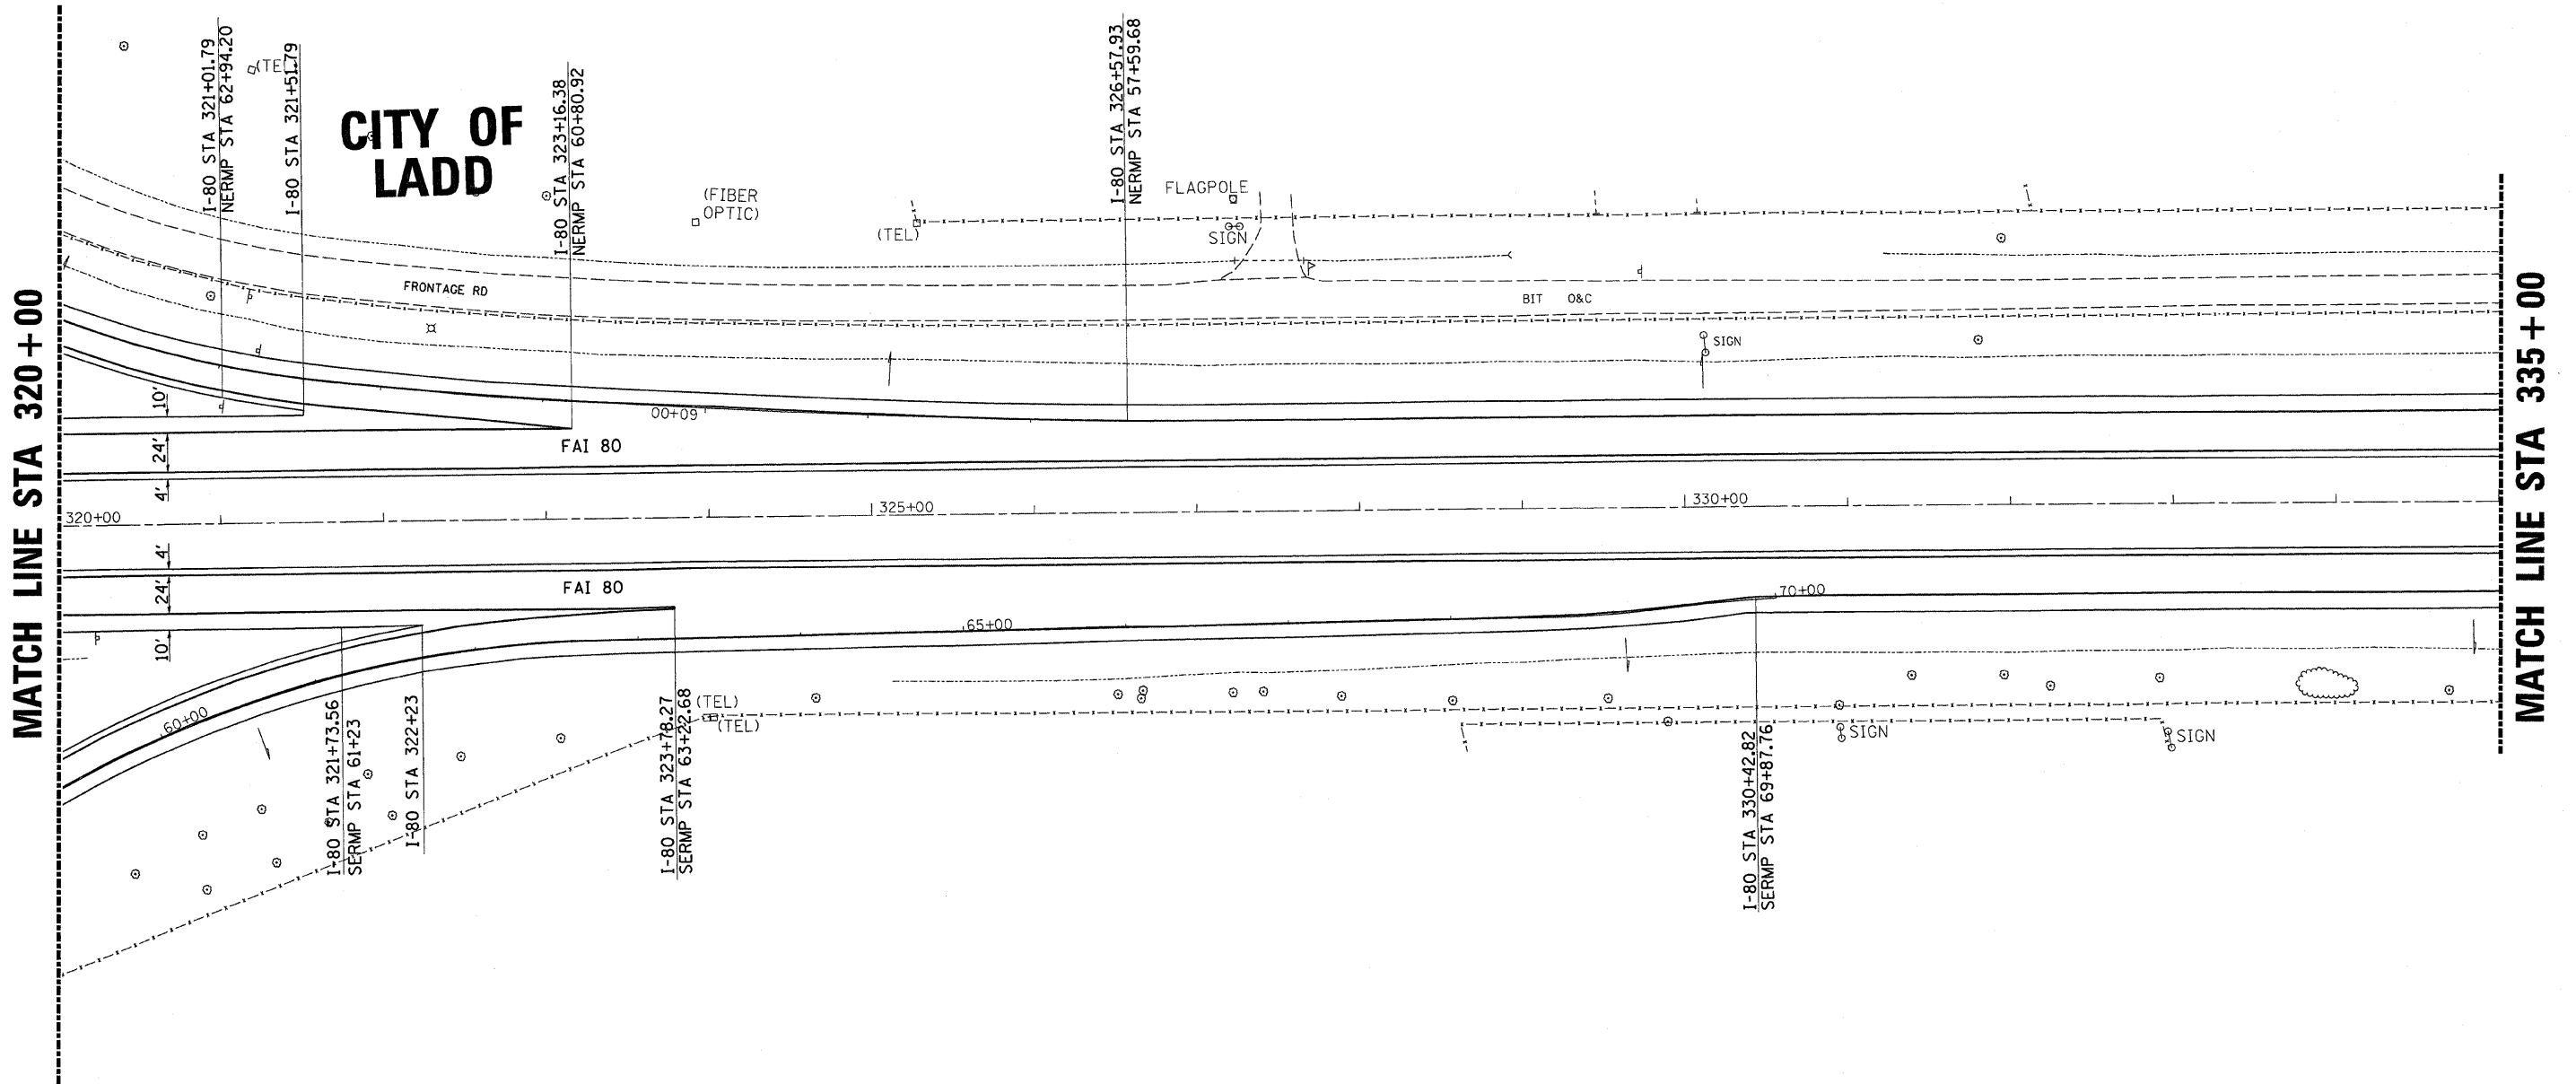 MATCH LINE STA 320+00
I-80 STA 321+01.79
NERMP STA 62+94.20
(TEL)
I-80 STA 321+51.79
CITY OF
LADD
I-80 STA 323+16.38
NERMP STA 60+80.92
(FIBER
OPTIC)
(TEL)
I-80 STA 326+57.93
NERMP STA 57+59.68
FLAGPOLE
SIGN
FRONTAGE RD
BIT O&C
SIGN
10'
00+09
24'
FAI 80
4'
320+00
325+00
330+00
4'
24'
FAI 80
70+00
65+00
10'
60+00
I-80 STA 321+73.56
SERMP STA 61+23
I-80 STA 322+23
I-80 STA 323+78.27
SERMP STA 63+22.68
(TEL)
(TEL)
I-80 STA 330+42.82
SERMP STA 69+87.76
SIGN
SIGN
MATCH LINE STA 335+00